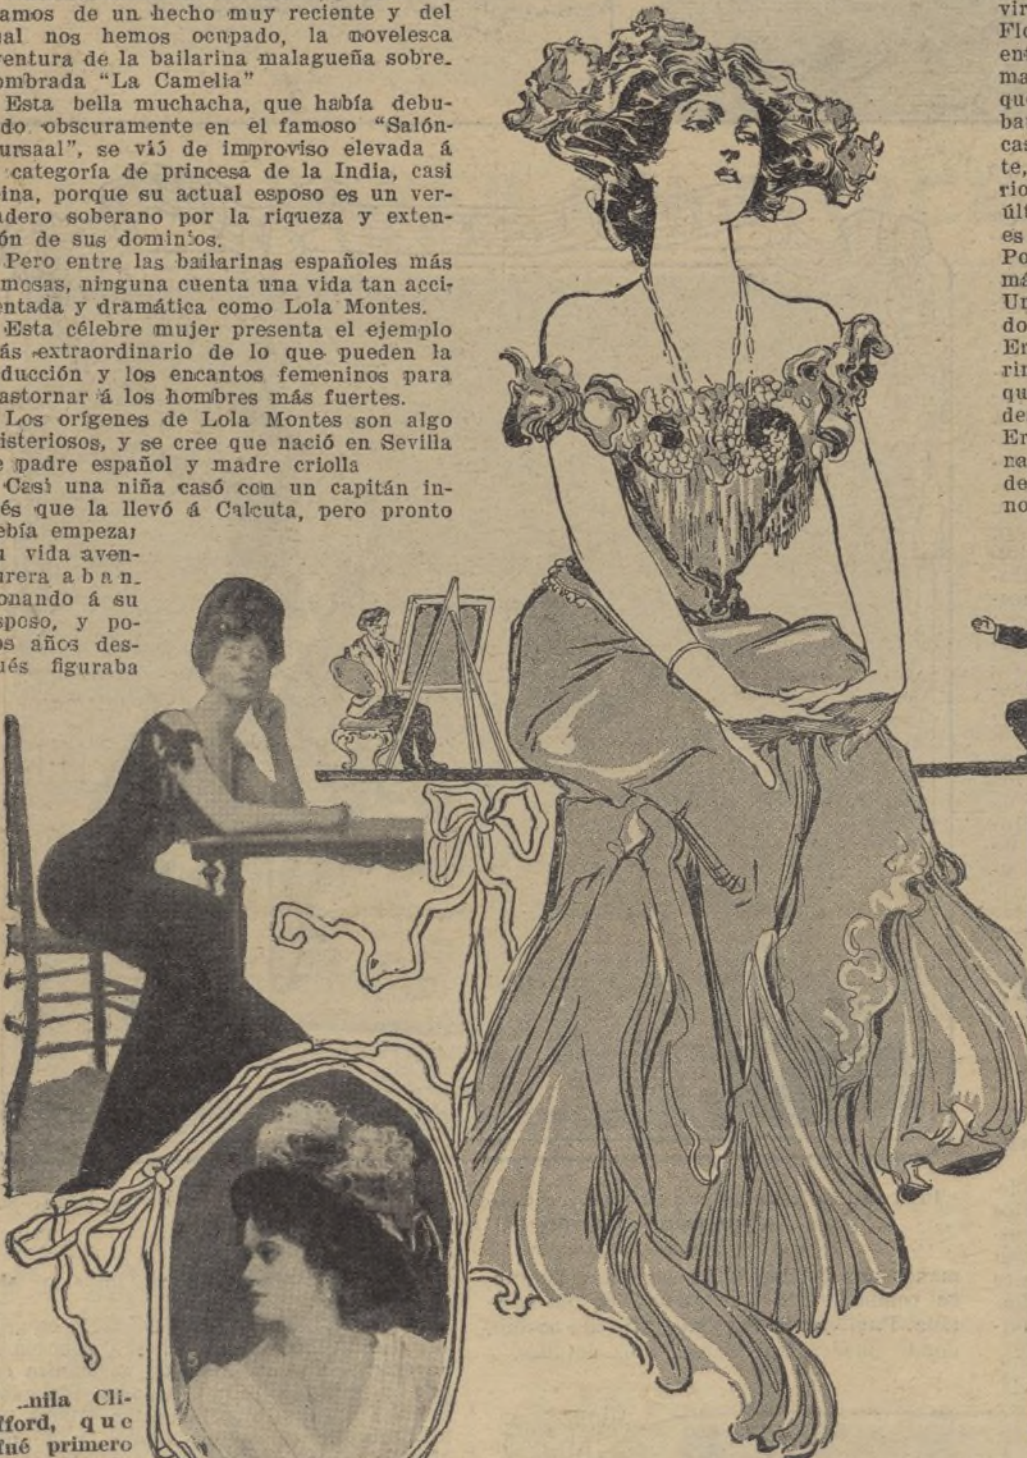 amos de un hecho muy reciente y del
nos hemos ocupado, la novelesca
de la bailarina malagueña sobre-
"La Camelia"
Esta bella muchacha, que había debu-
do obscuramente en el famoso "Salón-
ursaal", se vió de improviso elevada á
categoría de princesa de la India, casi
ina, porque su actual esposo es un ver-
dero soberano por la riqueza y exten-
ón de sus dominios.
Pero entre las bailarinas españoles más
mosas, ninguna cuenta una vida tan acci-
entada y dramática como Lola Montes.
Esta célebre mujer presenta el ejemplo
ás extraordinario de lo que pueden la
ducción y los encantos femeninos para
astornar á los hombres más fuertes.
Los orígenes de Lola Montes son algo
isteriosos, y se cree que nació en Sevilla
e padre español y madre criolla
Casi una niña casó con un capitán in-
és que la llevó á Calcuta, pero pronto
ebía empezar
vida aven-
urera aban-
onando á su
sposo, y po-
os años des-
ués figuraba
nila Cli-
fford, que
fué primero
5
vir
Flo
en
ma
qu
ba
cas
te,
rio
últ
es
Po
má
Un
do
En
rin
qu
de
En
na
de
no